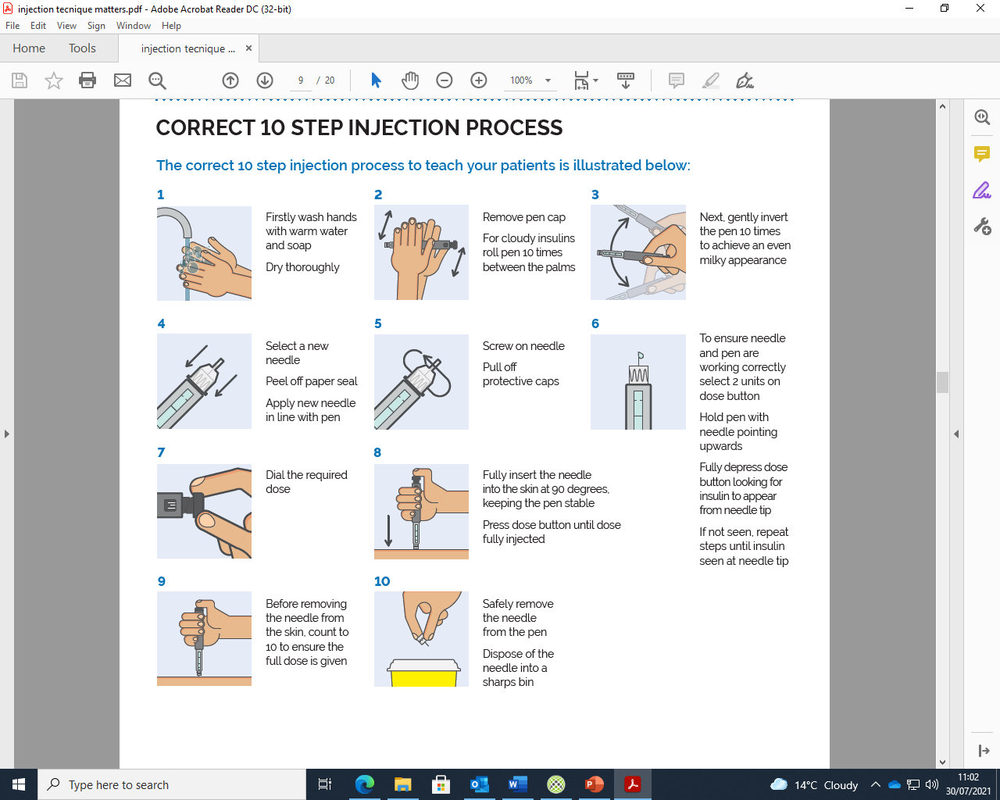 injection tecnique matters.pdf - Adobe Acrobat Reader DC (32-bit)
File Edit View Sign Window Help
Home Tools injection tecnique ... ×
9 / 20 100%
CORRECT 10 STEP INJECTION PROCESS
The correct 10 step injection process to teach your patients is illustrated below:
1
Firstly wash hands
with warm water
and soap
Dry thoroughly
2
Remove pen cap
For cloudy insulins
roll pen 10 times
between the palms
3
Next, gently invert
the pen 10 times
to achieve an even
milky appearance
4
Select a new
needle
Peel off paper seal
Apply new needle
in line with pen
5
Screw on needle
Pull off
protective caps
6
To ensure needle
and pen are
working correctly
select 2 units on
dose button
Hold pen with
needle pointing
upwards
Fully depress dose
button looking for
insulin to appear
from needle tip
If not seen, repeat
steps until insulin
seen at needle tip
7
Dial the required
dose
8
Fully insert the needle
into the skin at 90 degrees,
keeping the pen stable
Press dose button until dose
fully injected
9
Before removing
the needle from
the skin, count to
10 to ensure the
full dose is given
10
Safely remove
the needle
from the pen
Dispose of the
needle into a
sharps bin
Type here to search
14°C Cloudy
11:02
30/07/2021